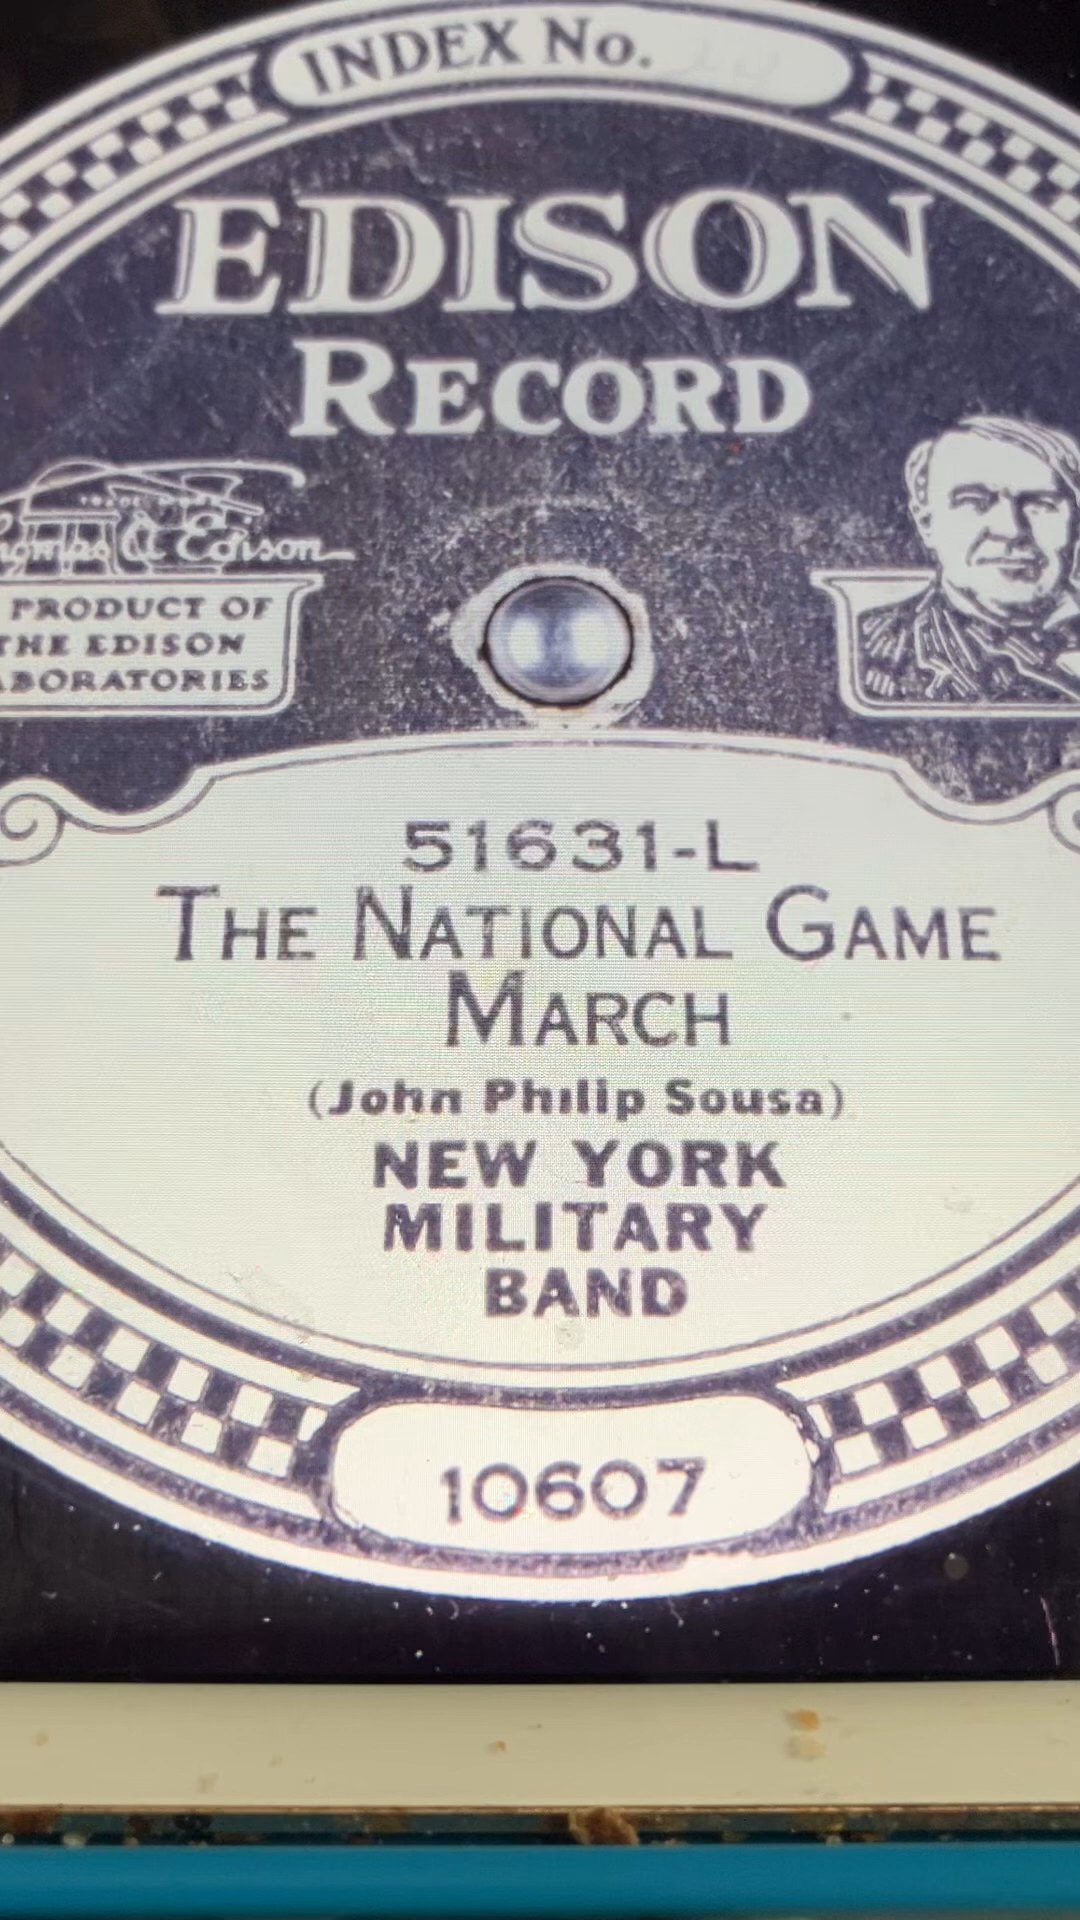 INDEX No.
EDISON
RECORD
Thomas A Edison
PRODUCT OF
THE EDISON
LABORATORIES
51631-L
THE NATIONAL GAME
MARCH
(John Philip Sousa)
NEW YORK
MILITARY
BAND
10607